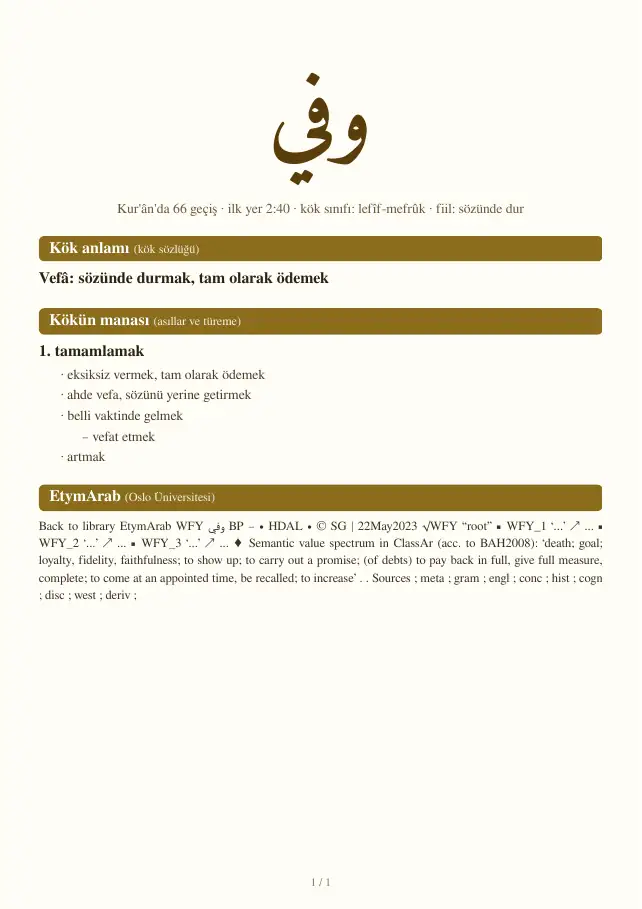 وفي
Kur'ân'da 66 geçiş · ilk yer 2:40 · kök sınıfı: lefîf-mefrûk · fiil: sözünde dur
Kök anlamı (kök sözlüğü)
Vefâ: sözünde durmak, tam olarak ödemek
Kökün manası (asıllar ve türeme)
1. tamamlamak
· eksiksiz vermek, tam olarak ödemek
· ahde vefa, sözünü yerine getirmek
· belli vaktinde gelmek
– vefat etmek
· artmak
EtymArab (Oslo Üniversitesi)
Back to library EtymArab WFY وفي BP – • HDAL • © SG | 22May2023 √WFY “root” ▪ WFY_1 ‘...’ ↗ ... ▪
WFY_2 ‘...’ ↗ ... ▪ WFY_3 ‘...’ ↗ ... ♦ Semantic value spectrum in ClassAr (acc. to BAH2008): ‘death; goal;
loyalty, fidelity, faithfulness; to show up; to carry out a promise; (of debts) to pay back in full, give full measure,
complete; to come at an appointed time, be recalled; to increase’ . . Sources ; meta ; gram ; engl ; conc ; hist ; cogn
; disc ; west ; deriv ;
1 / 1